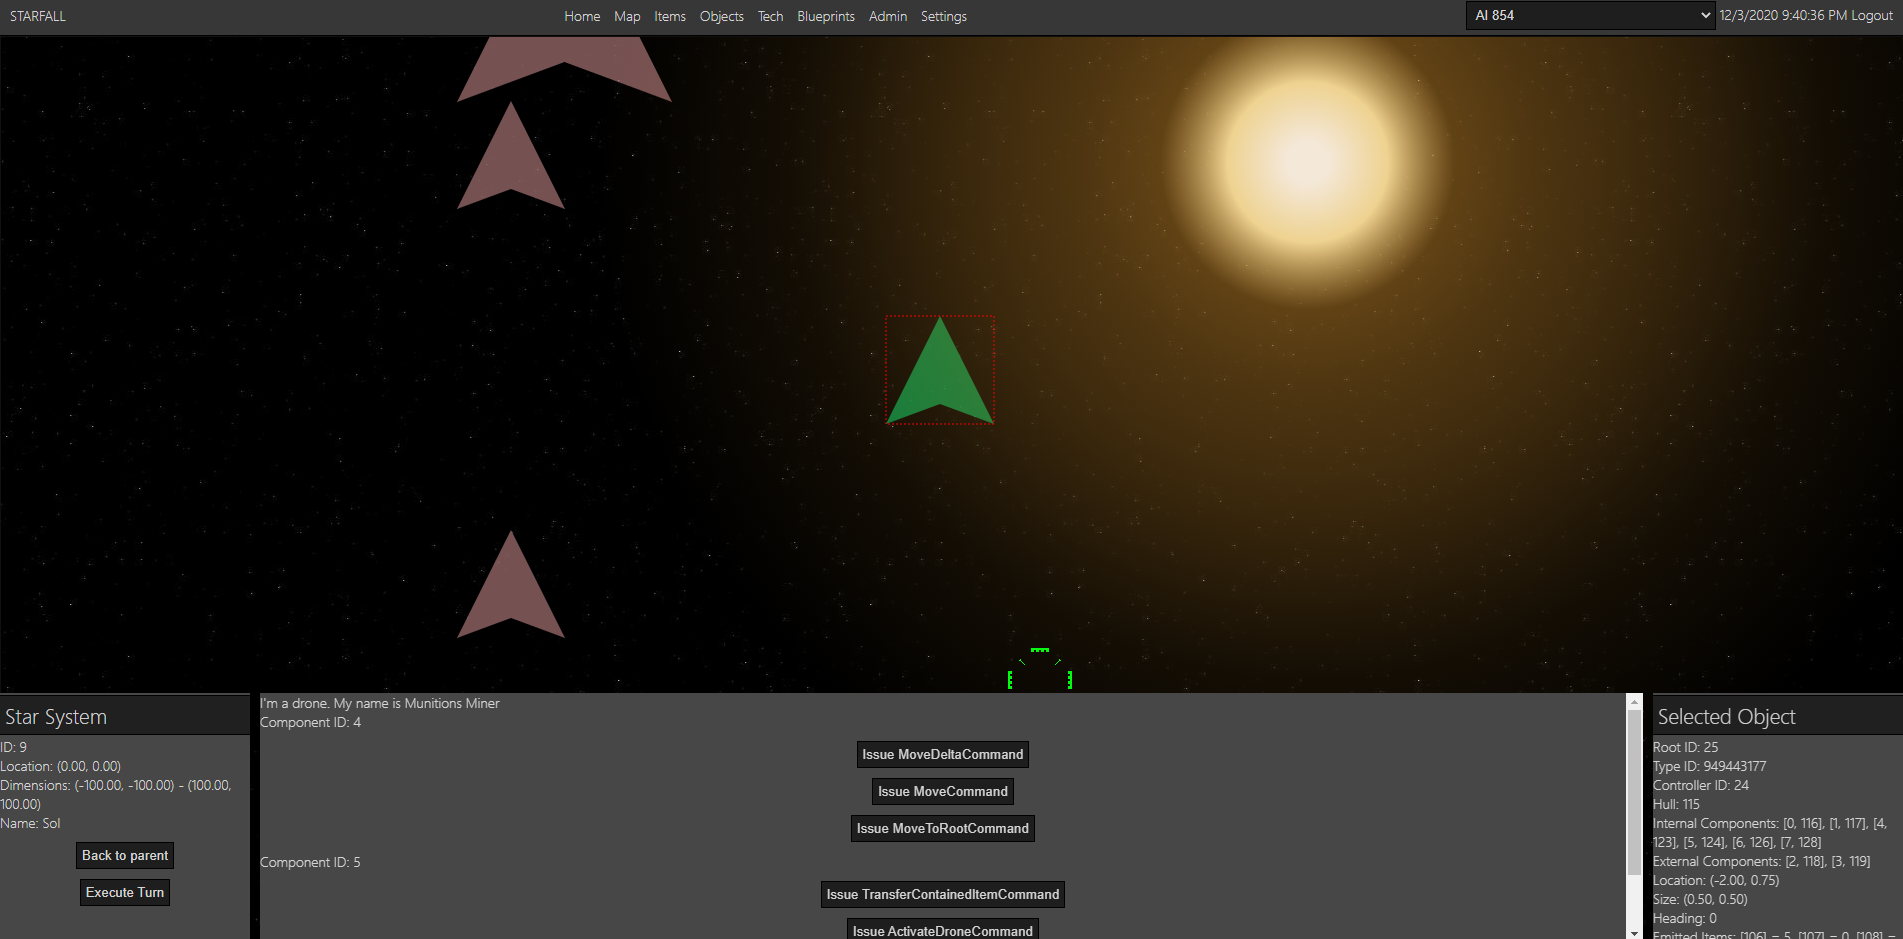 STARFALL
Home Map Items Objects Tech Blueprints Admin Settings
AI 854
12/3/2020 9:40:36 PM Logout
Star System
ID: 9
Location: (0.00, 0.00)
Dimensions: (-100.00, -100.00) - (100.00,
100.00)
Name: Sol
Back to parent
Execute Turn
I'm a drone. My name is Munitions Miner
Component ID: 4
Issue MoveDeltaCommand
Issue MoveCommand
Issue MoveToRootCommand
Component ID: 5
Issue TransferContainedItemCommand
Issue ActivateDroneCommand
Selected Object
Root ID: 25
Type ID: 949443177
Controller ID: 24
Hull: 115
Internal Components: [0, 116], [1, 117], [4,
123], [5, 124], [6, 126], [7, 128]
External Components: [2, 118], [3, 119]
Location: (-2.00, 0.75)
Size: (0.50, 0.50)
Heading: 0
Emitted Items: [106] = 5, [107] = 0, [108] =